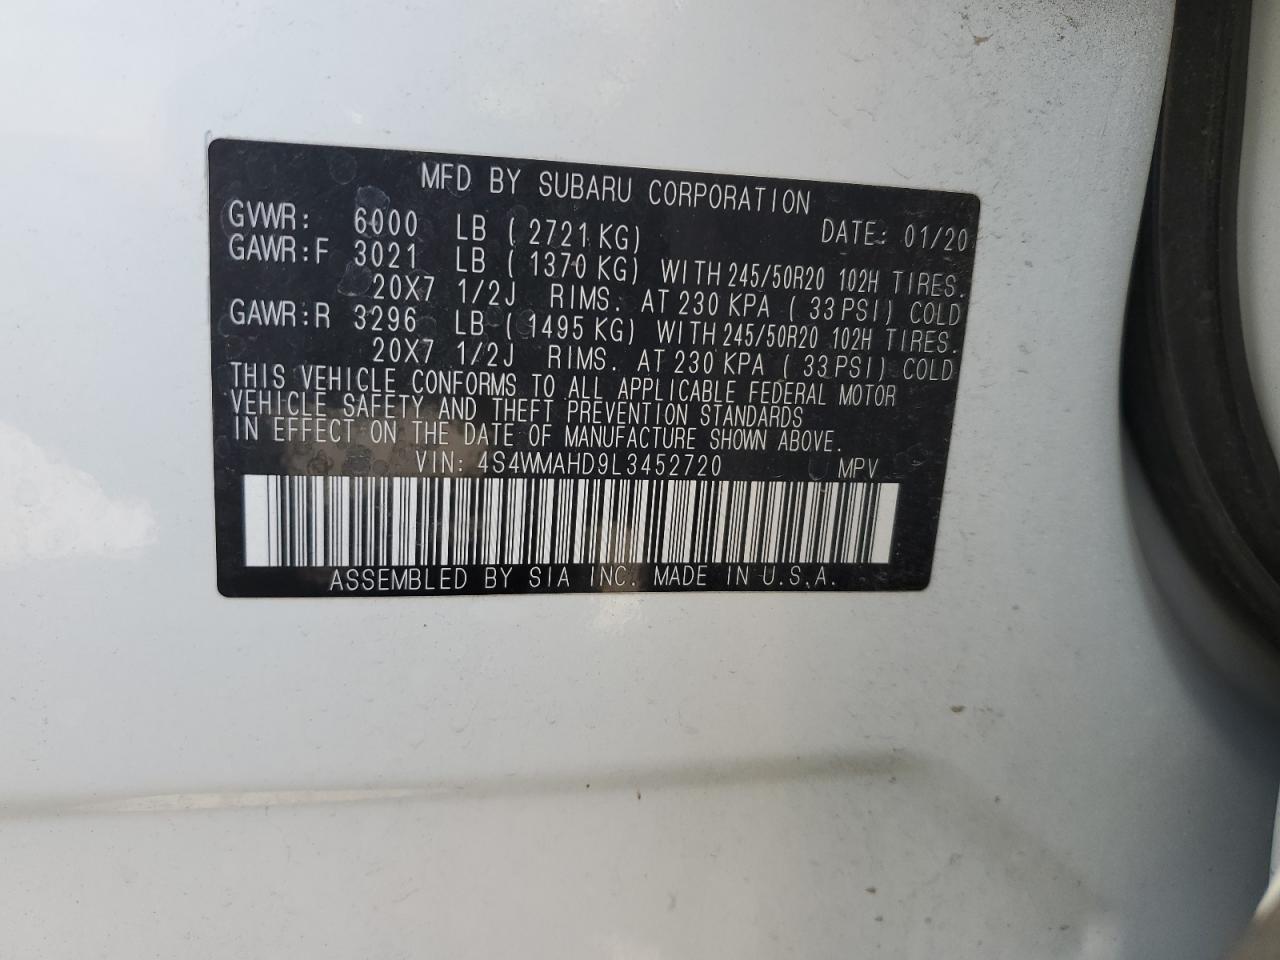 MFD BY SUBARU CORPORATION
GVWR: 6000 LB ( 2721 KG) DATE: 01/20
GAWR:F 3021 LB ( 1370 KG) WITH 245/50R20 102H TIRES.
20X7 1/2J RIMS. AT 230 KPA ( 33 PSI) COLD
GAWR:R 3296 LB ( 1495 KG) WITH 245/50R20 102H TIRES.
20X7 1/2J RIMS. AT 230 KPA ( 33 PSI) COLD
THIS VEHICLE CONFORMS TO ALL APPLICABLE FEDERAL MOTOR
VEHICLE SAFETY AND THEFT PREVENTION STANDARDS
IN EFFECT ON THE DATE OF MANUFACTURE SHOWN ABOVE.
VIN: 4S4WMAHD9L3452720 MPV
ASSEMBLED BY SIA INC. MADE IN U.S.A.